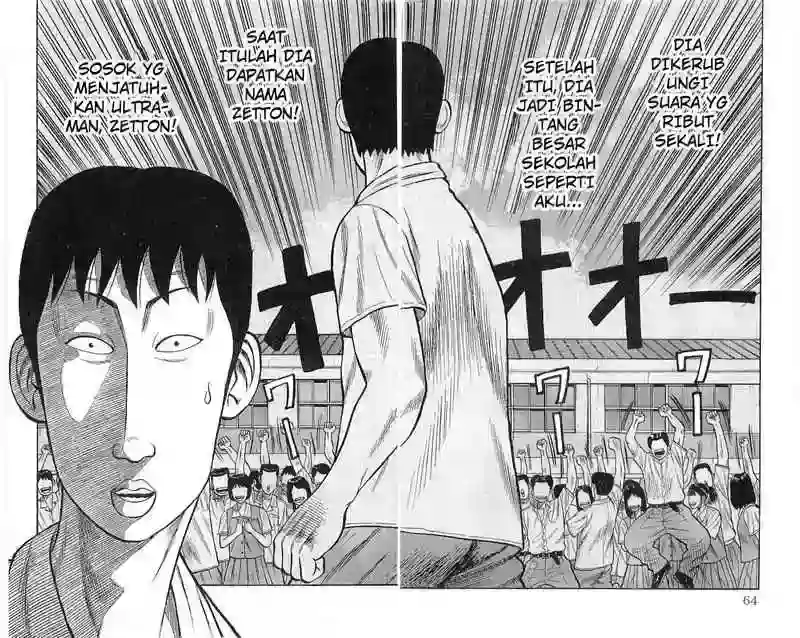 DIA
DIKERUB
UNGI
SUARA YG
RIBUT
SEKALI!
SETELAH
ITU, DIA
JADI BIN-
TANG
BESAR
SEKOLAH
SEPERTI
AKU...
SAAT
ITULAH DIA
DAPATKAN
NAMA
ZETTON!
SOSOK YG
MENJATUH-
KAN ULTRA-
MAN, ZETTON!
オオオー
ワー
ワー
ワー
64